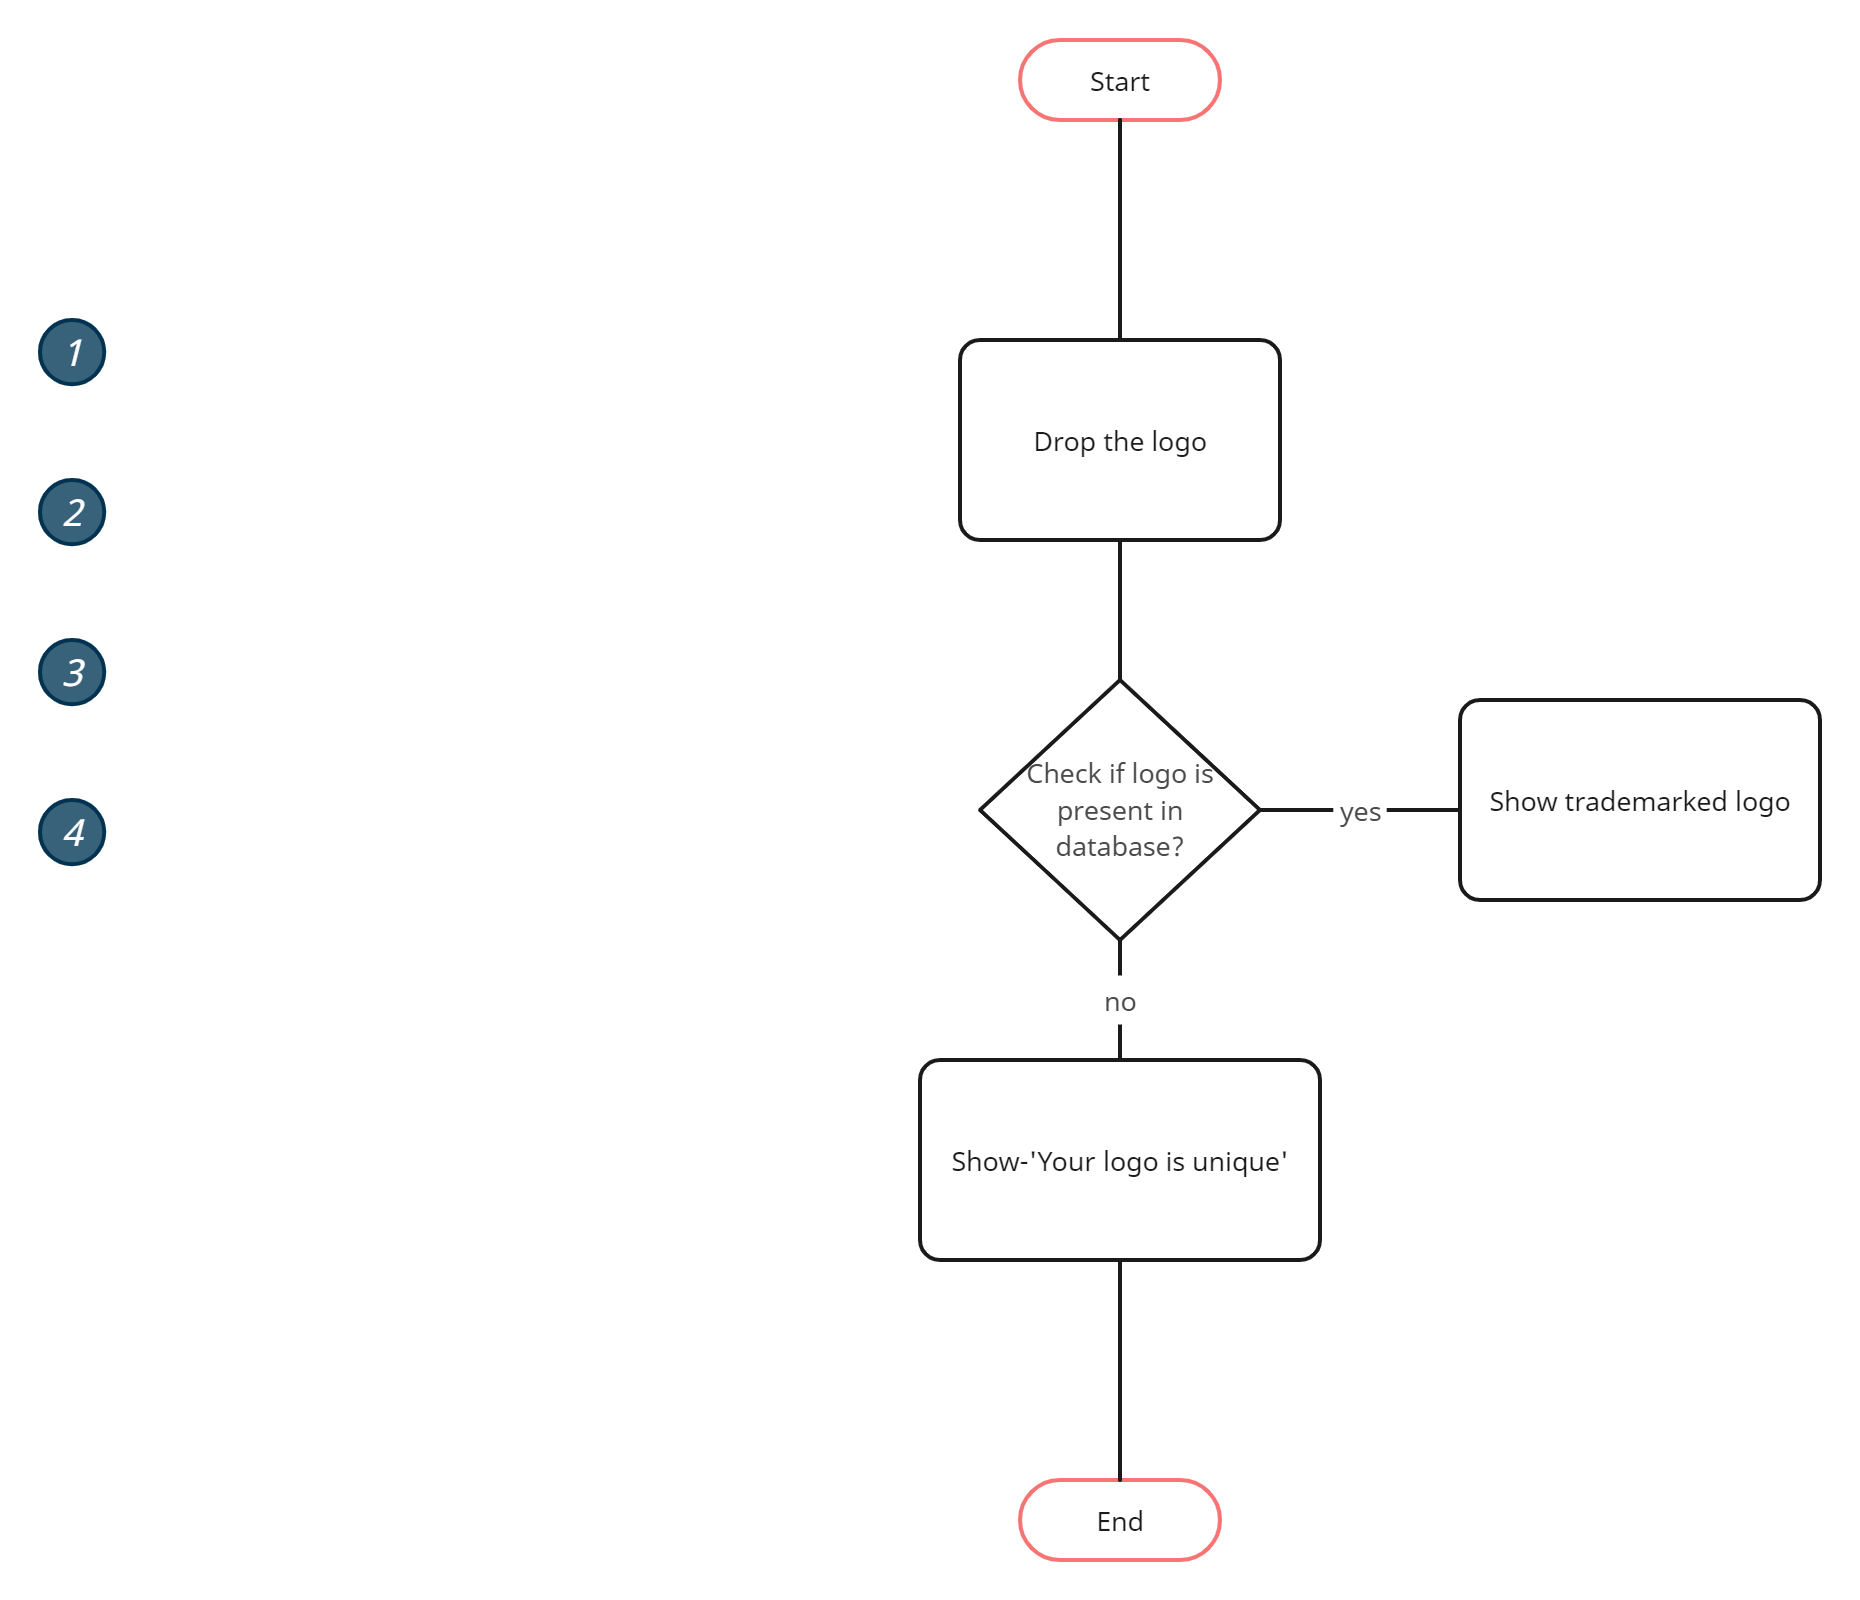 Start
1
Drop the logo
2
3
Check if logo is
present in
database?
yes
Show trademarked logo
4
no
Show-'Your logo is unique'
End